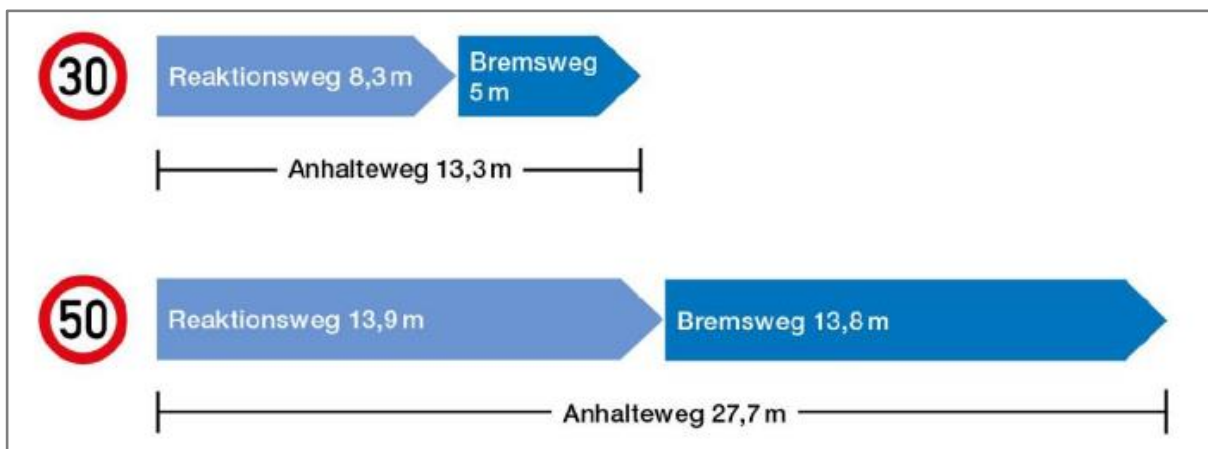 30
Reaktionsweg 8,3 m
Bremsweg
5 m
Anhalteweg 13,3 m
50
Reaktionsweg 13,9 m
Bremsweg 13,8 m
Anhalteweg 27,7 m